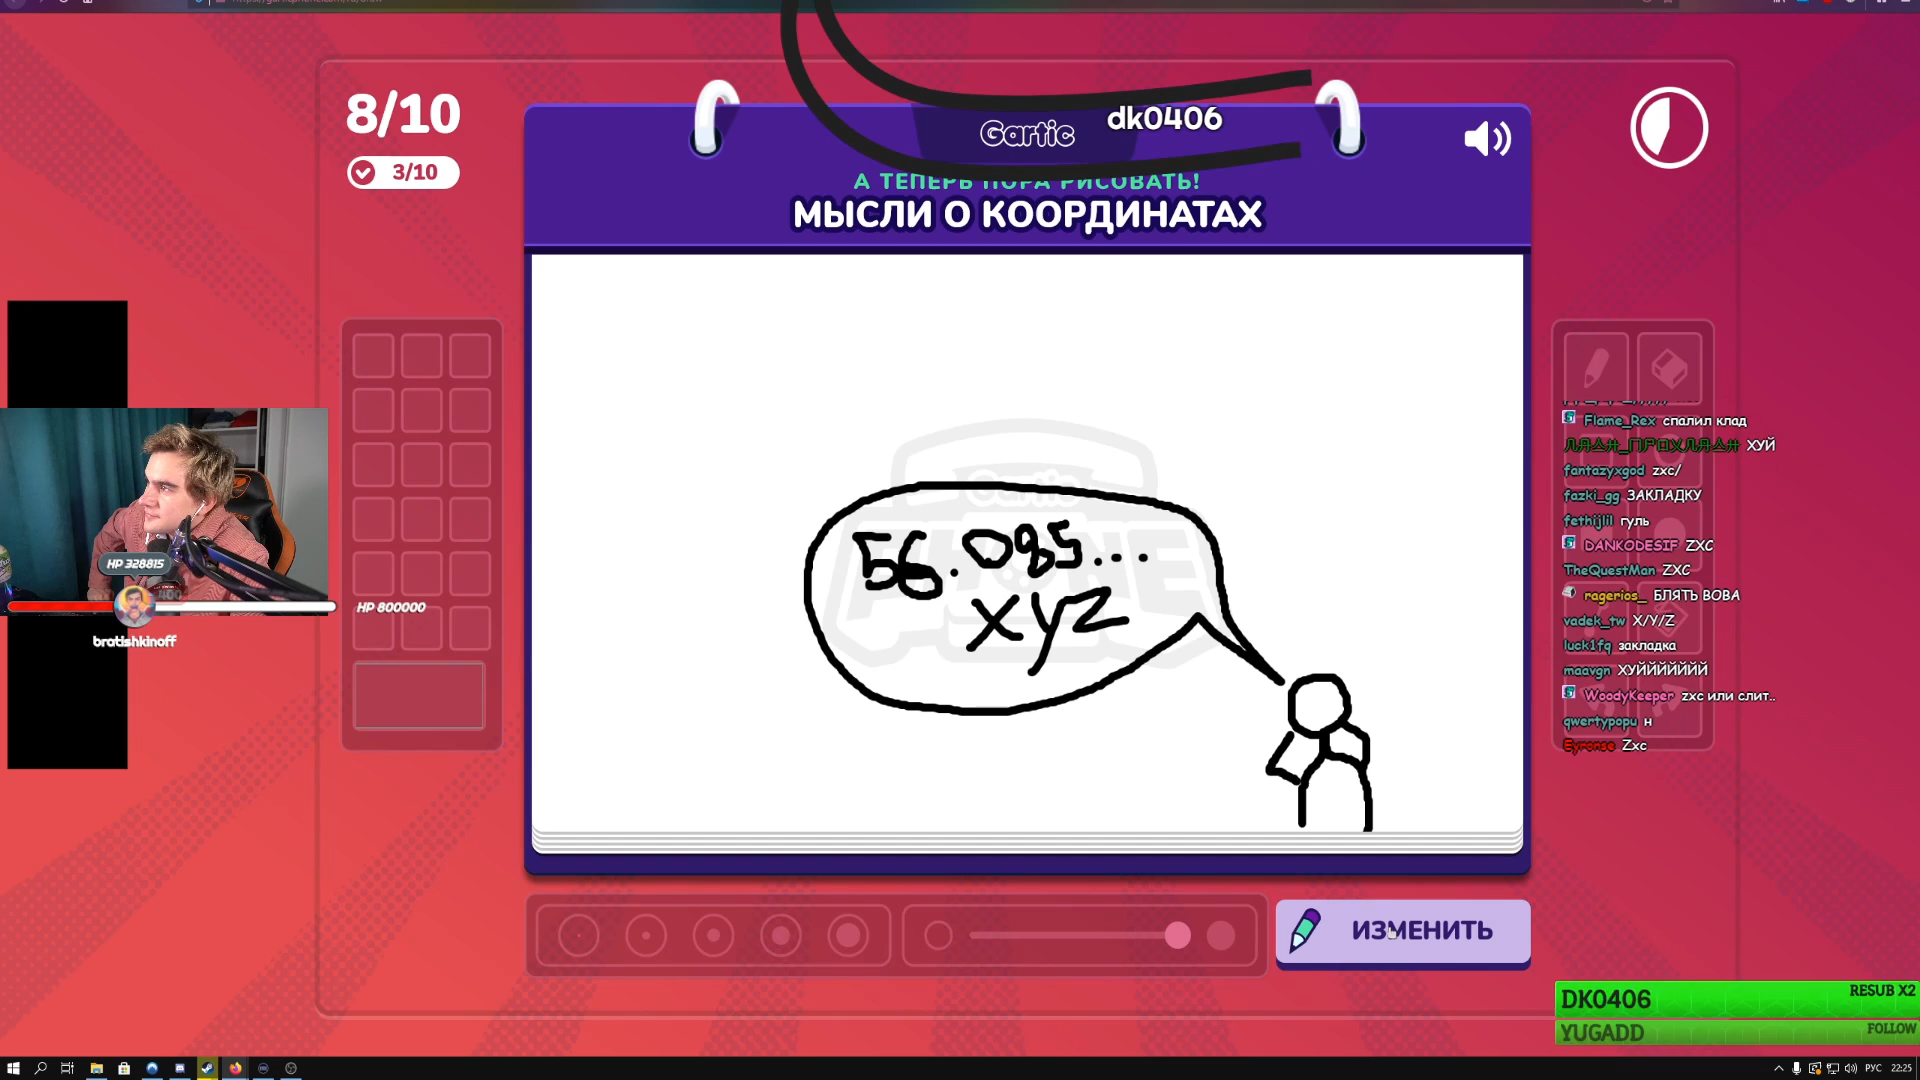 8/10
3/10
Gartic
dk0406
А ТЕПЕРЬ ПОРА РИСОВАТЬ!
МЫСЛИ О КООРДИНАТАХ
56.085...
XYZ
HP 328815
400
HP 800000
bratishkinoff
Flame_Rex спалил клад
ХУЙ
fantazyxgod zxc/
fazki_gg ЗАКЛАДКУ
fethijlil гуль
DANKODESIF ZXC
TheQuestMan ZXC
ragerios_ БЛЯТЬ ВОВА
vadek_tw X/Y/Z
luck1fq закладка
maavgn ХУЙЙЙЙЙЙЙ
WoodyKeeper zxc или слит..
qwertypopu н
Eyronse Zxc
ИЗМЕНИТЬ
DK0406 RESUB X2
YUGADD FOLLOW
РУС 22:25